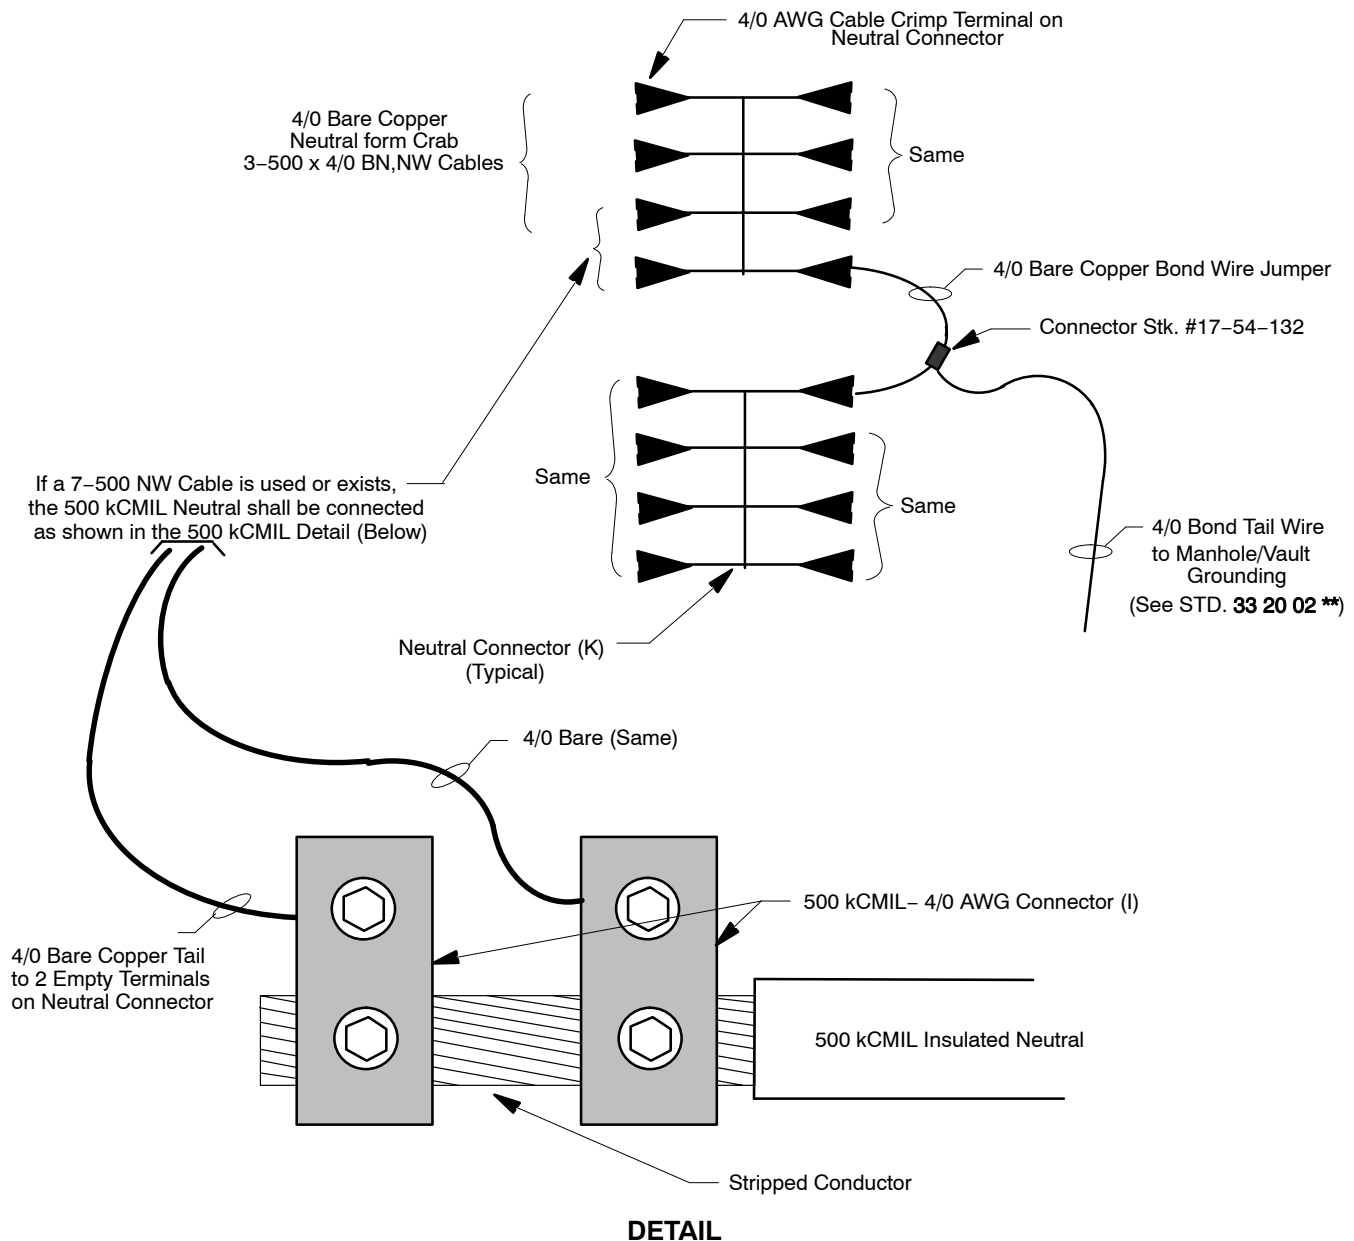 4/0 AWG Cable Crimp Terminal on
Neutral Connector
4/0 Bare Copper
Neutral form Crab
3–500 x 4/0 BN,NW Cables
Same
4/0 Bare Copper Bond Wire Jumper
Connector Stk. #17–54–132
Same
If a 7–500 NW Cable is used or exists,
the 500 kCMIL Neutral shall be connected
as shown in the 500 kCMIL Detail (Below)
Same
4/0 Bond Tail Wire
to Manhole/Vault
Grounding
(See STD. 33 20 02 **)
Neutral Connector (K)
(Typical)
4/0 Bare (Same)
500 kCMIL– 4/0 AWG Connector (I)
4/0 Bare Copper Tail
to 2 Empty Terminals
on Neutral Connector
500 kCMIL Insulated Neutral
Stripped Conductor
DETAIL